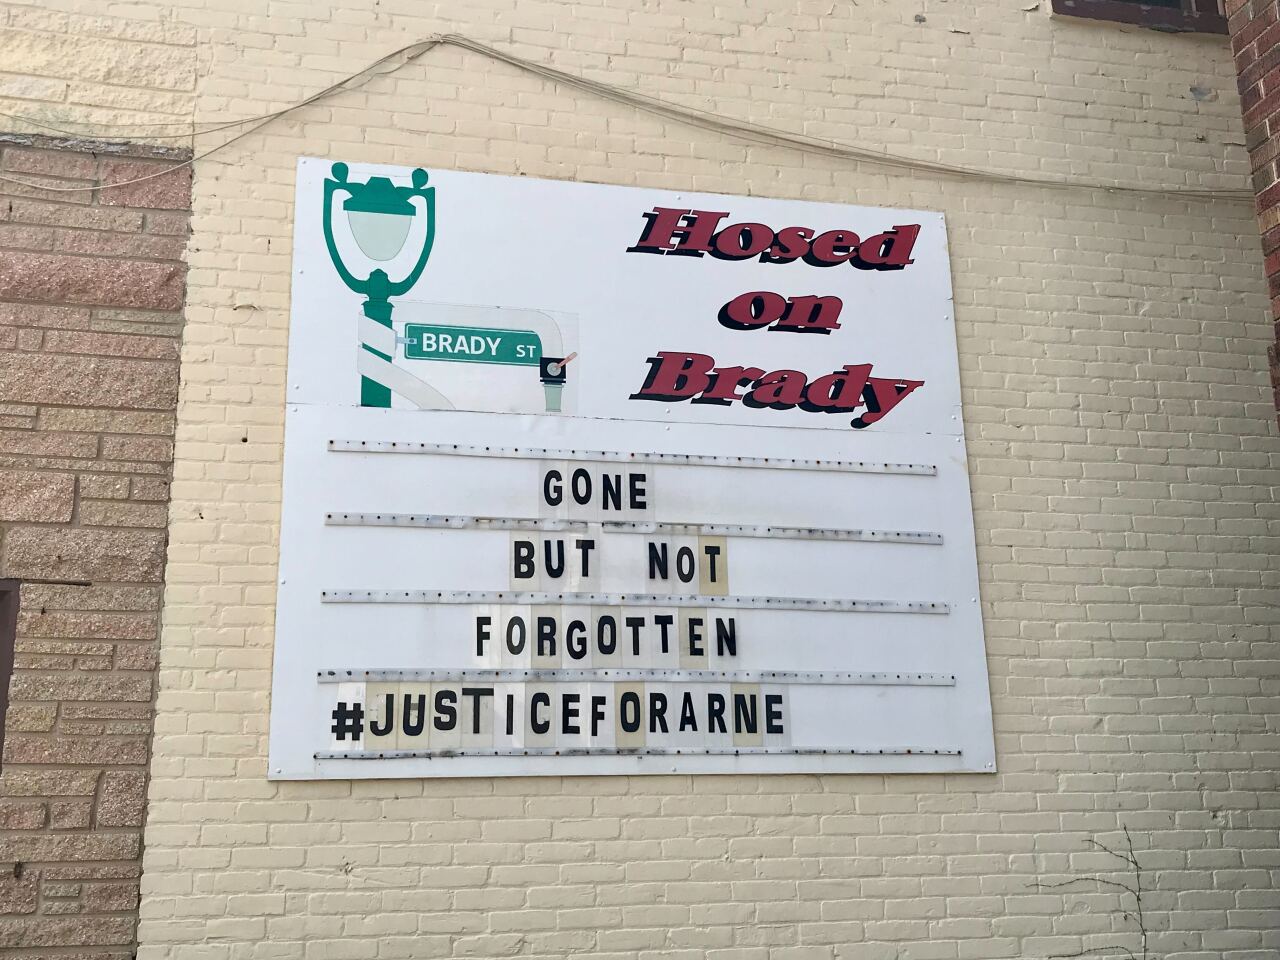 BRADY ST
Hosed
on
Brady
GONE
BUT NOT
FORGOTTEN
#JUSTICEFORARNE